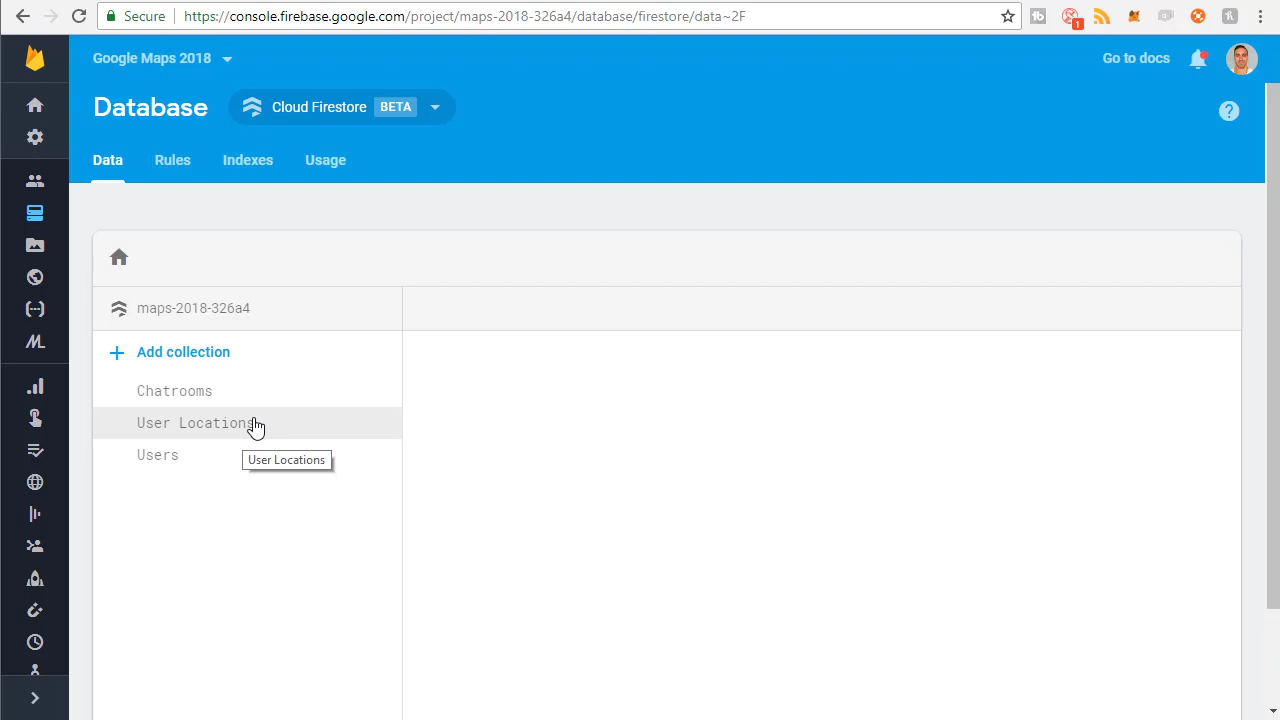 Secure
https://console.firebase.google.com/project/maps-2018-326a4/database/firestore/data~2F
1
Google Maps 2018
Go to docs
Database
Cloud Firestore BETA
?
Data
Rules
Indexes
Usage
maps-2018-326a4
+ Add collection
Chatrooms
User Locations
Users
User Locations